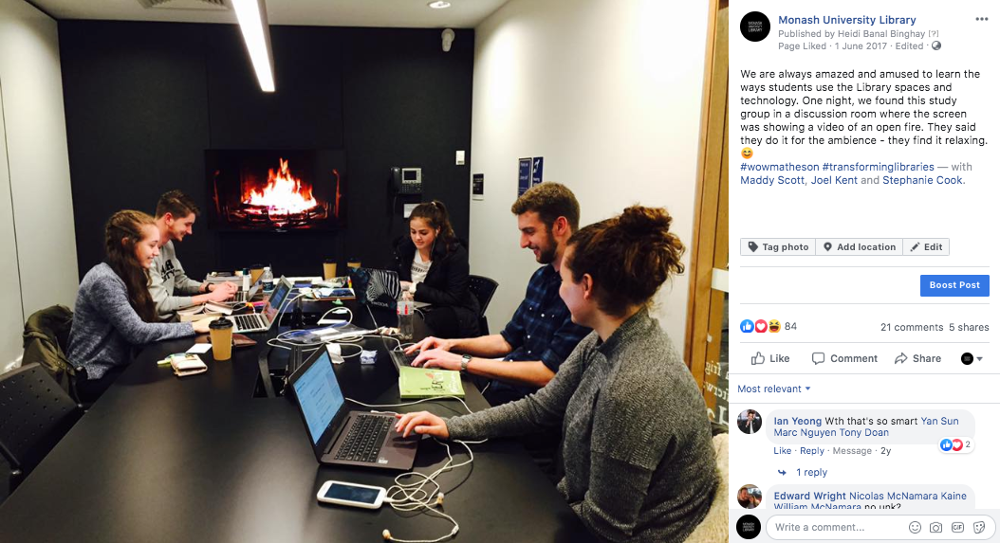 MONASH
UNIVERSITY
LIBRARY
Monash University Library
Published by Heidi Banal Binghay [?]
Page Liked · 1 June 2017 · Edited ·
We are always amazed and amused to learn the
ways students use the Library spaces and
technology. One night, we found this study
group in a discussion room where the screen
was showing a video of an open fire. They said
they do it for the ambience - they find it relaxing.
😄
#wowmatheson #transforminglibraries — with
Maddy Scott, Joel Kent and Stephanie Cook.
Tag photo
Add location
Edit
Boost Post
84
21 comments 5 shares
Like
Comment
Share
Most relevant
Ian Yeong Wth that's so smart Yan Sun
Marc Nguyen Tony Doan
2
Like · Reply · Message · 2y
1 reply
Edward Wright Nicolas McNamara Kaine
William McNamara no unk?
Write a comment...
GIF